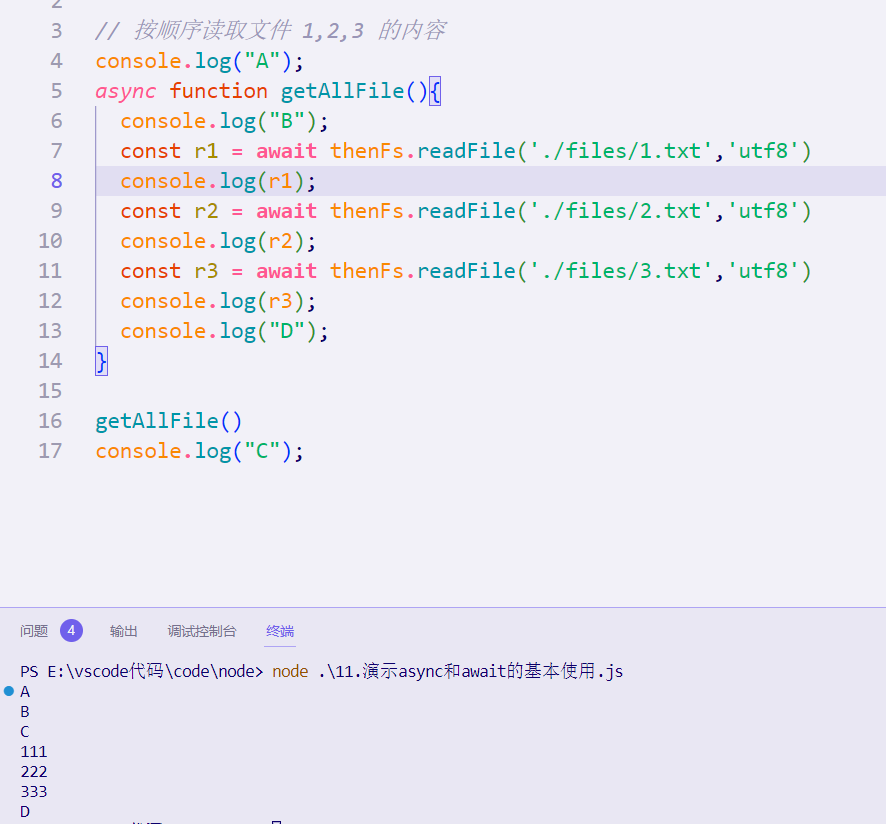 2
3 // 按顺序读取文件 1,2,3 的内容
4 console.log("A");
5 async function getAllFile(){
6 console.log("B");
7 const r1 = await thenFs.readFile('./files/1.txt','utf8')
8 console.log(r1);
9 const r2 = await thenFs.readFile('./files/2.txt','utf8')
10 console.log(r2);
11 const r3 = await thenFs.readFile('./files/3.txt','utf8')
12 console.log(r3);
13 console.log("D");
14 }
15
16 getAllFile()
17 console.log("C");
问题 4 输出 调试控制台 终端
PS E:\vscode代码\code\node> node .\11.演示async和await的基本使用.js
A
B
C
111
222
333
D